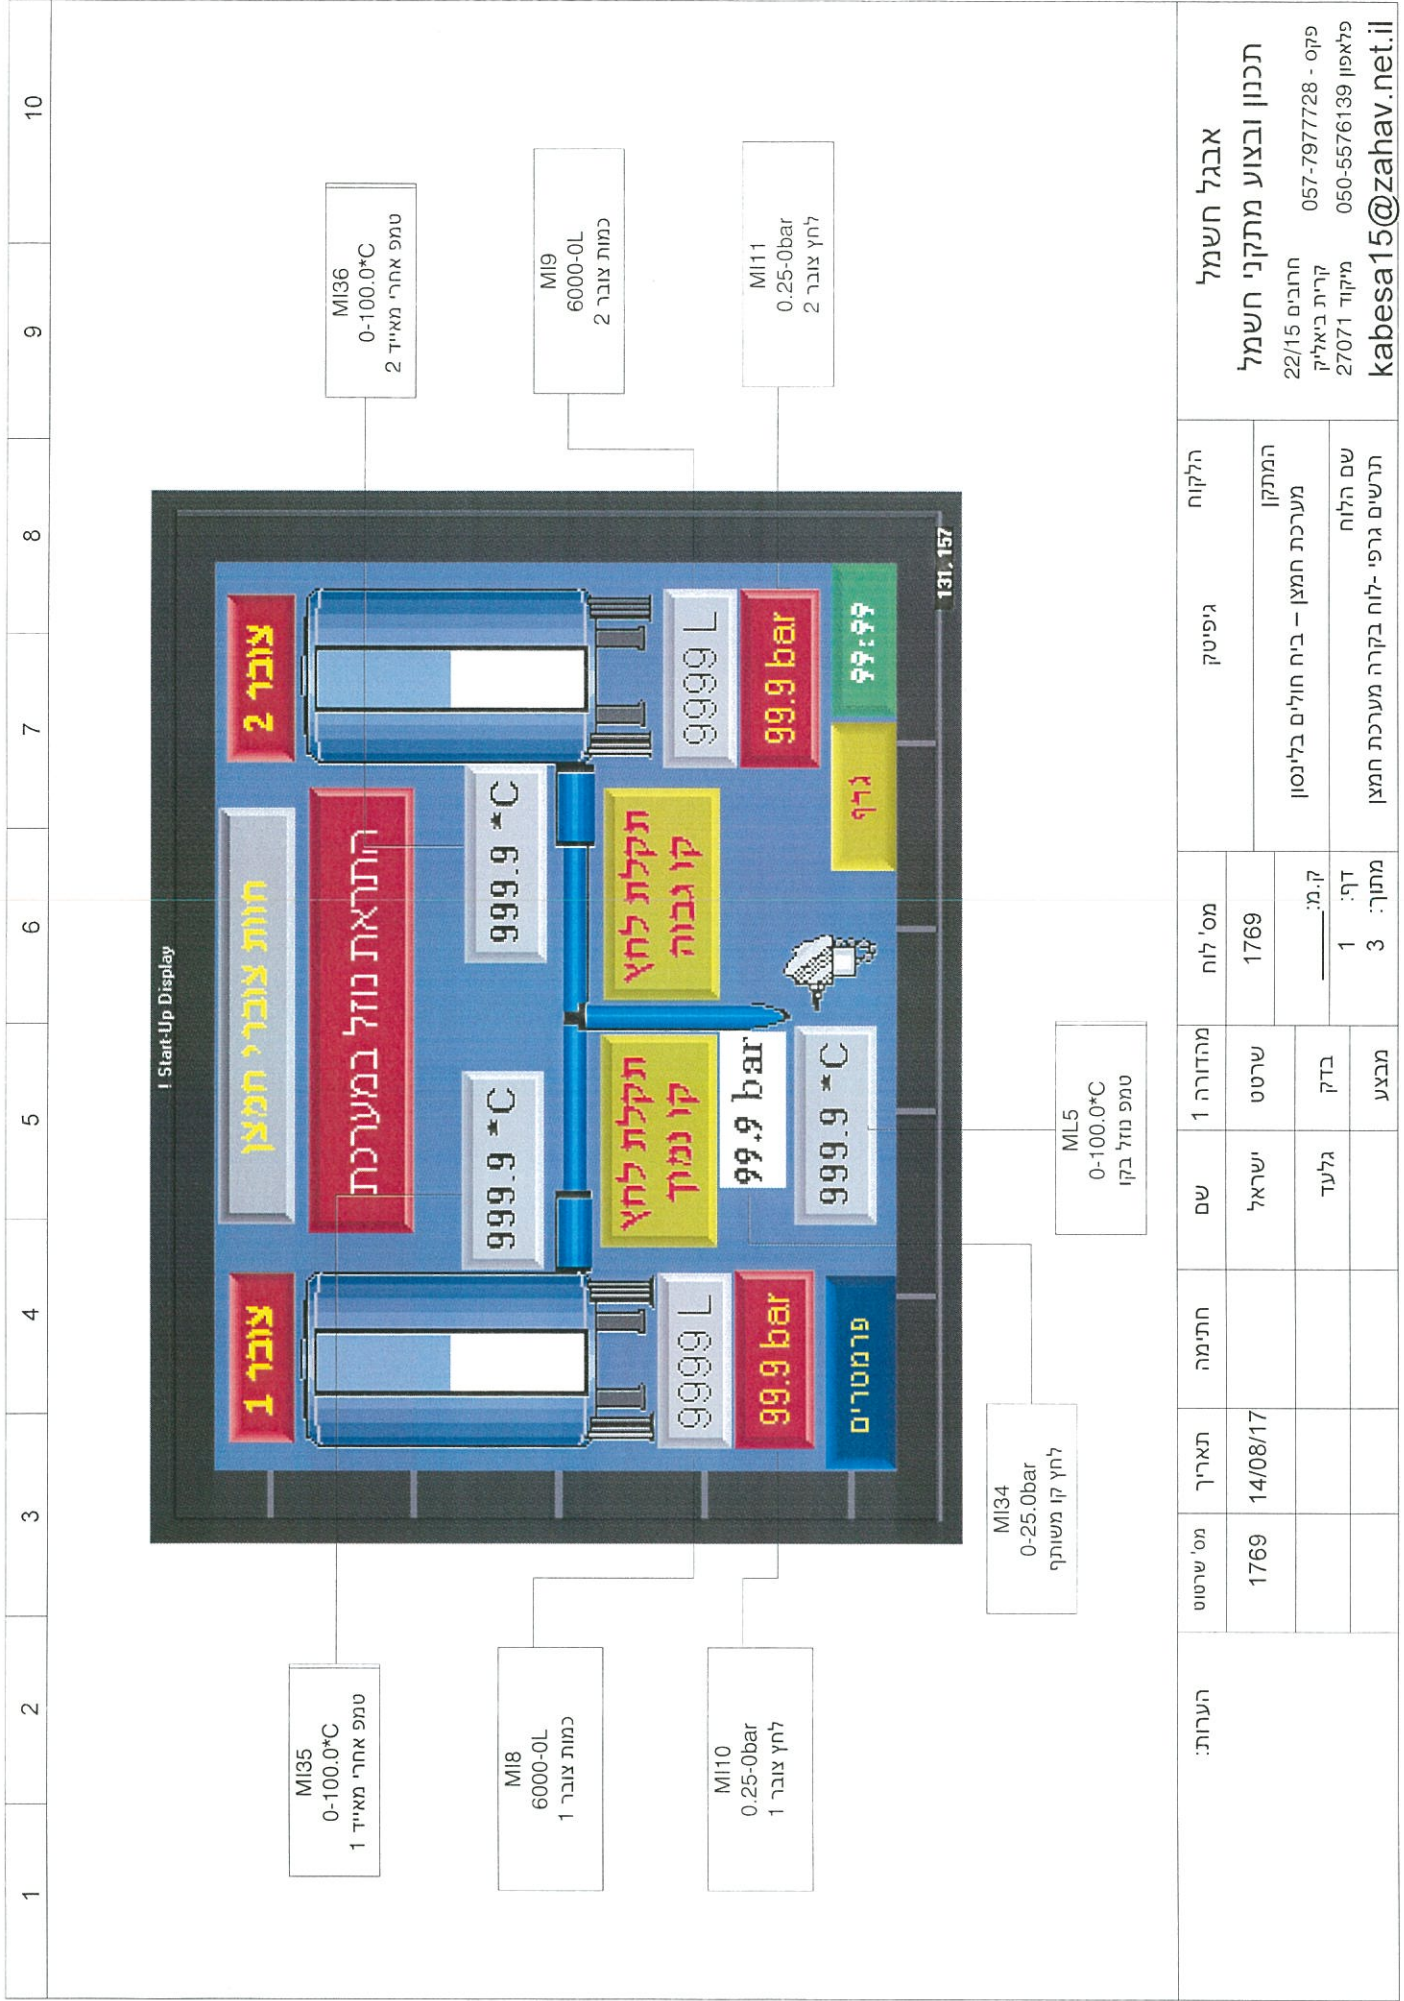 1 2 3 4 5 6 7 8 9 10
! Start-Up Display
צובר 1
חוות צוברי חמצן
צובר 2
התראת נוזל במערכת
999.9 *C
999.9 *C
תקלת לחץ
קו נמוך
תקלת לחץ
קו גבוה
9999 L
9999 L
99.9 bar
99.9 bar
99.9 bar
999.9 *C
פרמטרים
גרף
99:99
131, 157
MI35
0-100.0*C
טמפ אחרי מאייד 1
MI8
6000-0L
כמות צובר 1
MI10
0.25-0bar
לחץ צובר 1
MI34
0-25.0bar
לחץ קו משותף
ML5
0-100.0*C
טמפ נוזל בקו
MI36
0-100.0*C
טמפ אחרי מאייד 2
MI9
6000-0L
כמות צובר 2
MI11
0.25-0bar
לחץ צובר 2
הערות:
מס' שרטוט
תאריך
חתימה
שם
מהדורה 1
מס' לוח
1769
14/08/17
ישראל
שרטט
1769
גלעד
בדק
ק.מ:
מבצע
דף:
1
מתוך:
3
הלקוח
גיפיטק
המתקן
מערכת חמצן – בית חולים בלינסון
שם הלוח
תרשים גרפי -לוח בקרה מערכת חמצן
אבגל חשמל
תכנון ובצוע מתקני חשמל
חרובים 22/15
קרית ביאליק
פקס - 057-7977728
מיקוד 27071
פלאפון 050-5576139
kabesa15@zahav.net.il